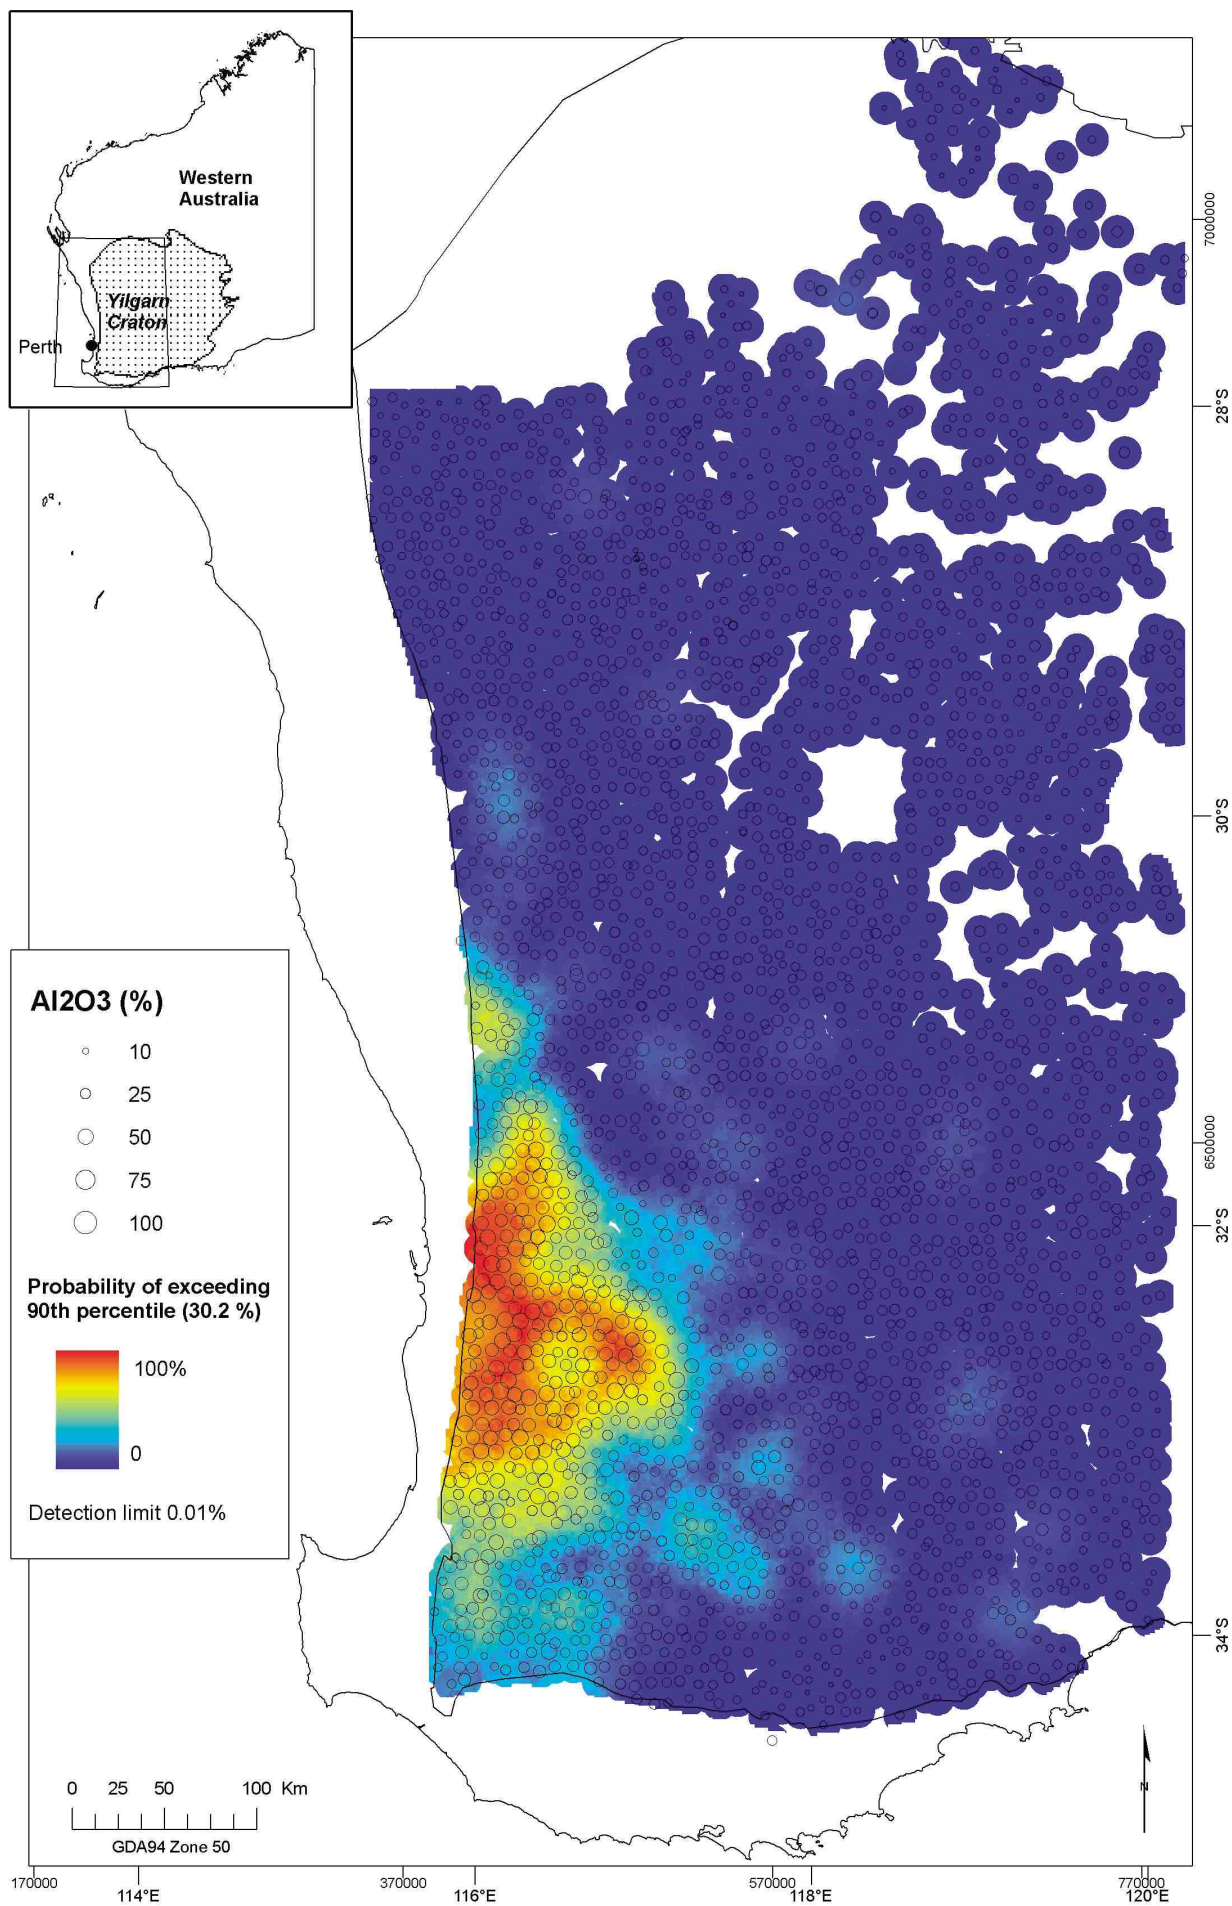 Western
Australia
Yilgarn
Craton
Perth
7000000
28°S
30°S
6500000
32°S
34°S
Al2O3 (%)
10
25
50
75
100
Probability of exceeding
90th percentile (30.2 %)
100%
0
Detection limit 0.01%
0 25 50 100 Km
GDA94 Zone 50
N
170000 370000 570000 770000
114°E 116°E 118°E 120°E